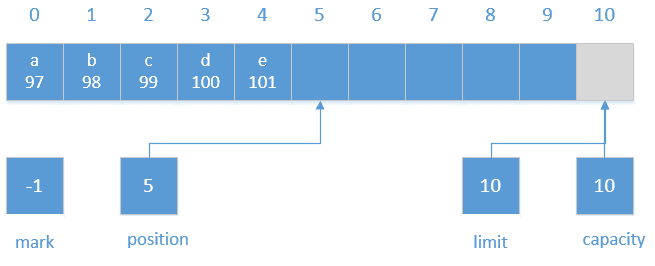 0 1 2 3 4 5 6 7 8 9 10
a b c d e
97 98 99 100 101
-1 5 10 10
mark position limit capacity